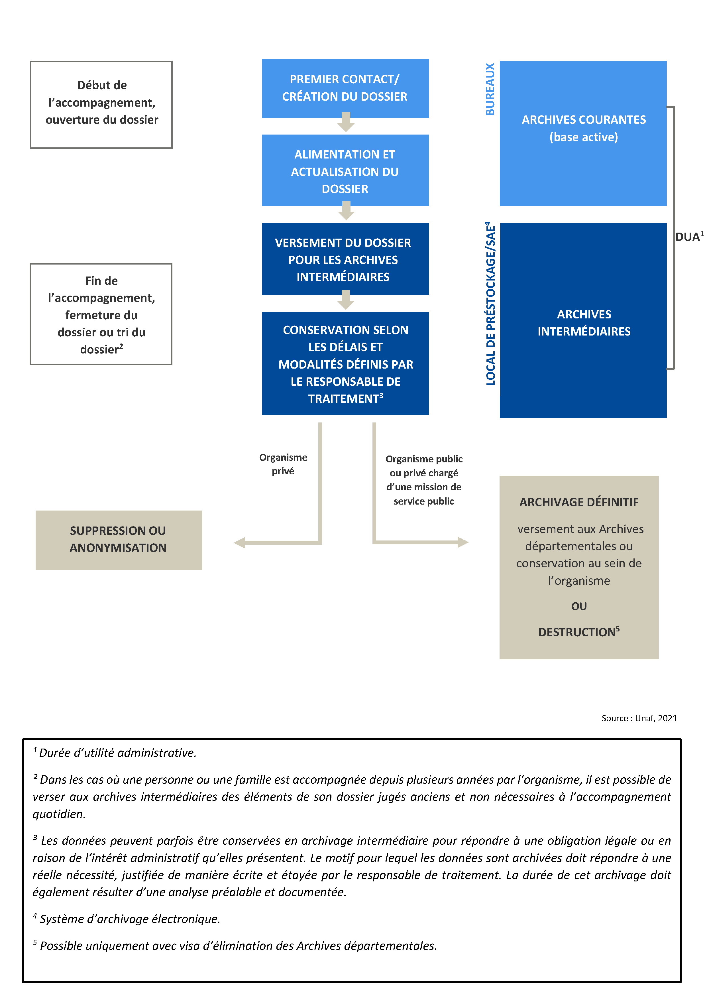 Début de
l’accompagnement,
ouverture du dossier
PREMIER CONTACT/
CRÉATION DU DOSSIER
BUREAUX
ARCHIVES COURANTES
(base active)
ALIMENTATION ET
ACTUALISATION DU
DOSSIER
DUA¹
VERSEMENT DU DOSSIER
POUR LES ARCHIVES
INTERMÉDIAIRES
Fin de
l’accompagnement,
fermeture du
dossier ou tri du
dossier²
LOCAL DE PRÉSTOCKAGE/SAE⁴
ARCHIVES
INTERMÉDIAIRES
CONSERVATION SELON
LES DÉLAIS ET
MODALITÉS DÉFINIS PAR
LE RESPONSABLE DE
TRAITEMENT³
Organisme
privé
Organisme public
ou privé chargé
d’une mission de
service public
SUPPRESSION OU
ANONYMISATION
ARCHIVAGE DÉFINITIF
versement aux Archives
départementales ou
conservation au sein de
l’organisme
OU
DESTRUCTION⁵
Source : Unaf, 2021
¹ Durée d’utilité administrative.
² Dans les cas où une personne ou une famille est accompagnée depuis plusieurs années par l’organisme, il est possible de
verser aux archives intermédiaires des éléments de son dossier jugés anciens et non nécessaires à l’accompagnement
quotidien.
³ Les données peuvent parfois être conservées en archivage intermédiaire pour répondre à une obligation légale ou en
raison de l’intérêt administratif qu’elles présentent. Le motif pour lequel les données sont archivées doit répondre à une
réelle nécessité, justifiée de manière écrite et étayée par le responsable de traitement. La durée de cet archivage doit
également résulter d’une analyse préalable et documentée.
⁴ Système d’archivage électronique.
⁵ Possible uniquement avec visa d’élimination des Archives départementales.